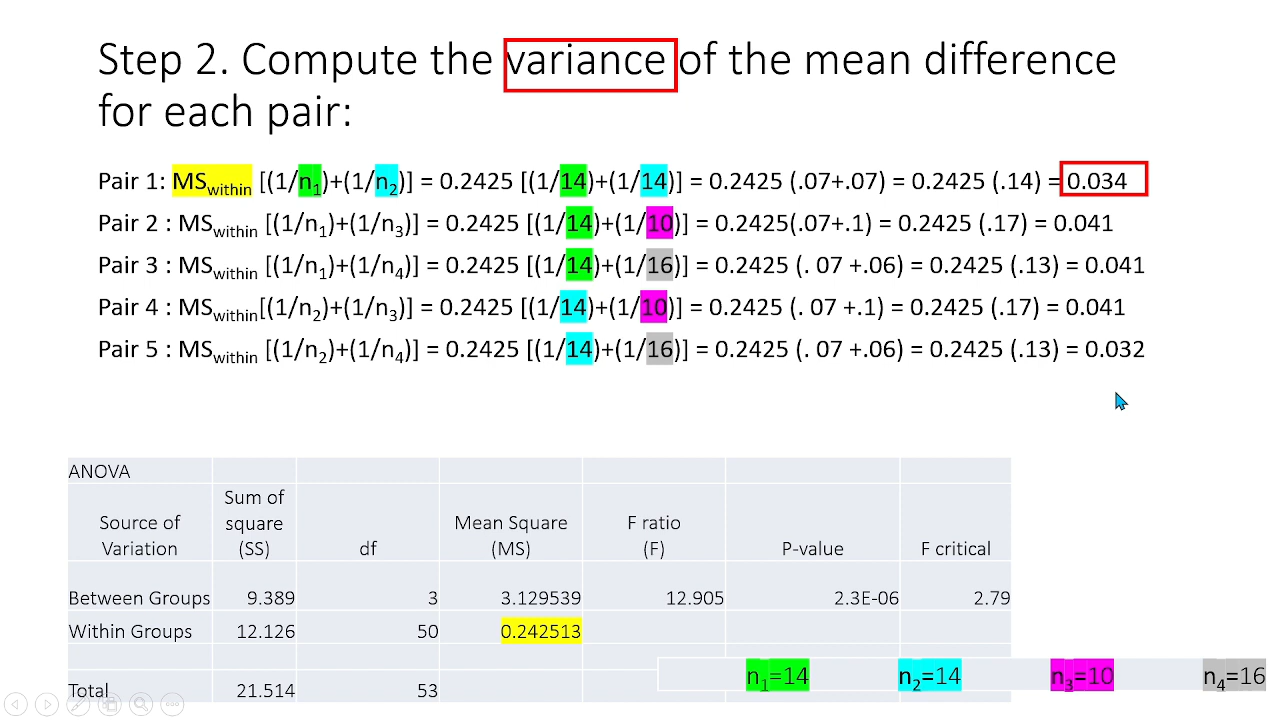 Step 2. Compute the variance of the mean difference
for each pair:
Pair 1: MSwithin [(1/n1)+(1/n2)] = 0.2425 [(1/14)+(1/14)] = 0.2425 (.07+.07) = 0.2425 (.14) = 0.034
Pair 2 : MSwithin [(1/n1)+(1/n3)] = 0.2425 [(1/14)+(1/10)] = 0.2425(.07+.1) = 0.2425 (.17) = 0.041
Pair 3 : MSwithin [(1/n1)+(1/n4)] = 0.2425 [(1/14)+(1/16)] = 0.2425 (. 07 +.06) = 0.2425 (.13) = 0.041
Pair 4 : MSwithin[(1/n2)+(1/n3)] = 0.2425 [(1/14)+(1/10)] = 0.2425 (. 07 +.1) = 0.2425 (.17) = 0.041
Pair 5 : MSwithin [(1/n2)+(1/n4)] = 0.2425 [(1/14)+(1/16)] = 0.2425 (. 07 +.06) = 0.2425 (.13) = 0.032
ANOVA
Source of Variation Sum of square (SS) df Mean Square (MS) F ratio (F) P-value F critical
Between Groups 9.389 3 3.129539 12.905 2.3E-06 2.79
Within Groups 12.126 50 0.242513
Total 21.514 53
n1=14 n2=14 n3=10 n4=16